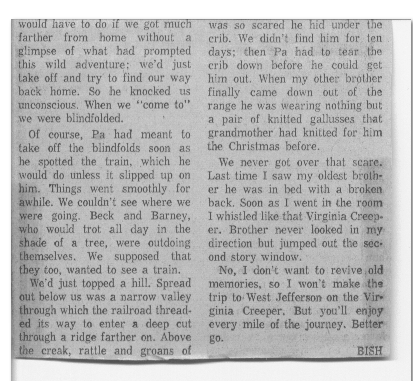 would have to do if we got much
farther from home without a
glimpse of what had prompted
this wild adventure; we'd just
take off and try to find our way
back home. So he knocked us
unconscious. When we "come to"
we were blindfolded.
Of course, Pa had meant to
take off the blindfolds soon as
he spotted the train, which he
would do unless it slipped up on
him. Things went smoothly for
awhile. We couldn't see where we
were going. Beck and Barney,
who would trot all day in the
shade of a tree, were outdoing
themselves. We supposed that
they too, wanted to see a train.
We'd just topped a hill. Spread
out below us was a narrow valley
through which the railroad thread-
ed its way to enter a deep cut
through a ridge farther on. Above
the creak, rattle and groans of
was so scared he hid under the
crib. We didn't find him for ten
days; then Pa had to tear the
crib down before he could get
him out. When my other brother
finally came down out of the
range he was wearing nothing but
a pair of knitted gallusses that
grandmother had knitted for him
the Christmas before.
We never got over that scare.
Last time I saw my oldest broth-
er he was in bed with a broken
back. Soon as I went in the room
I whistled like that Virginia Creep-
er. Brother never looked in my
direction but jumped out the sec-
ond story window.
No, I don't want to revive old
memories, so I won't make the
trip to West Jefferson on the Vir-
ginia Creeper. But you'll enjoy
every mile of the journey. Better
go.
BISH